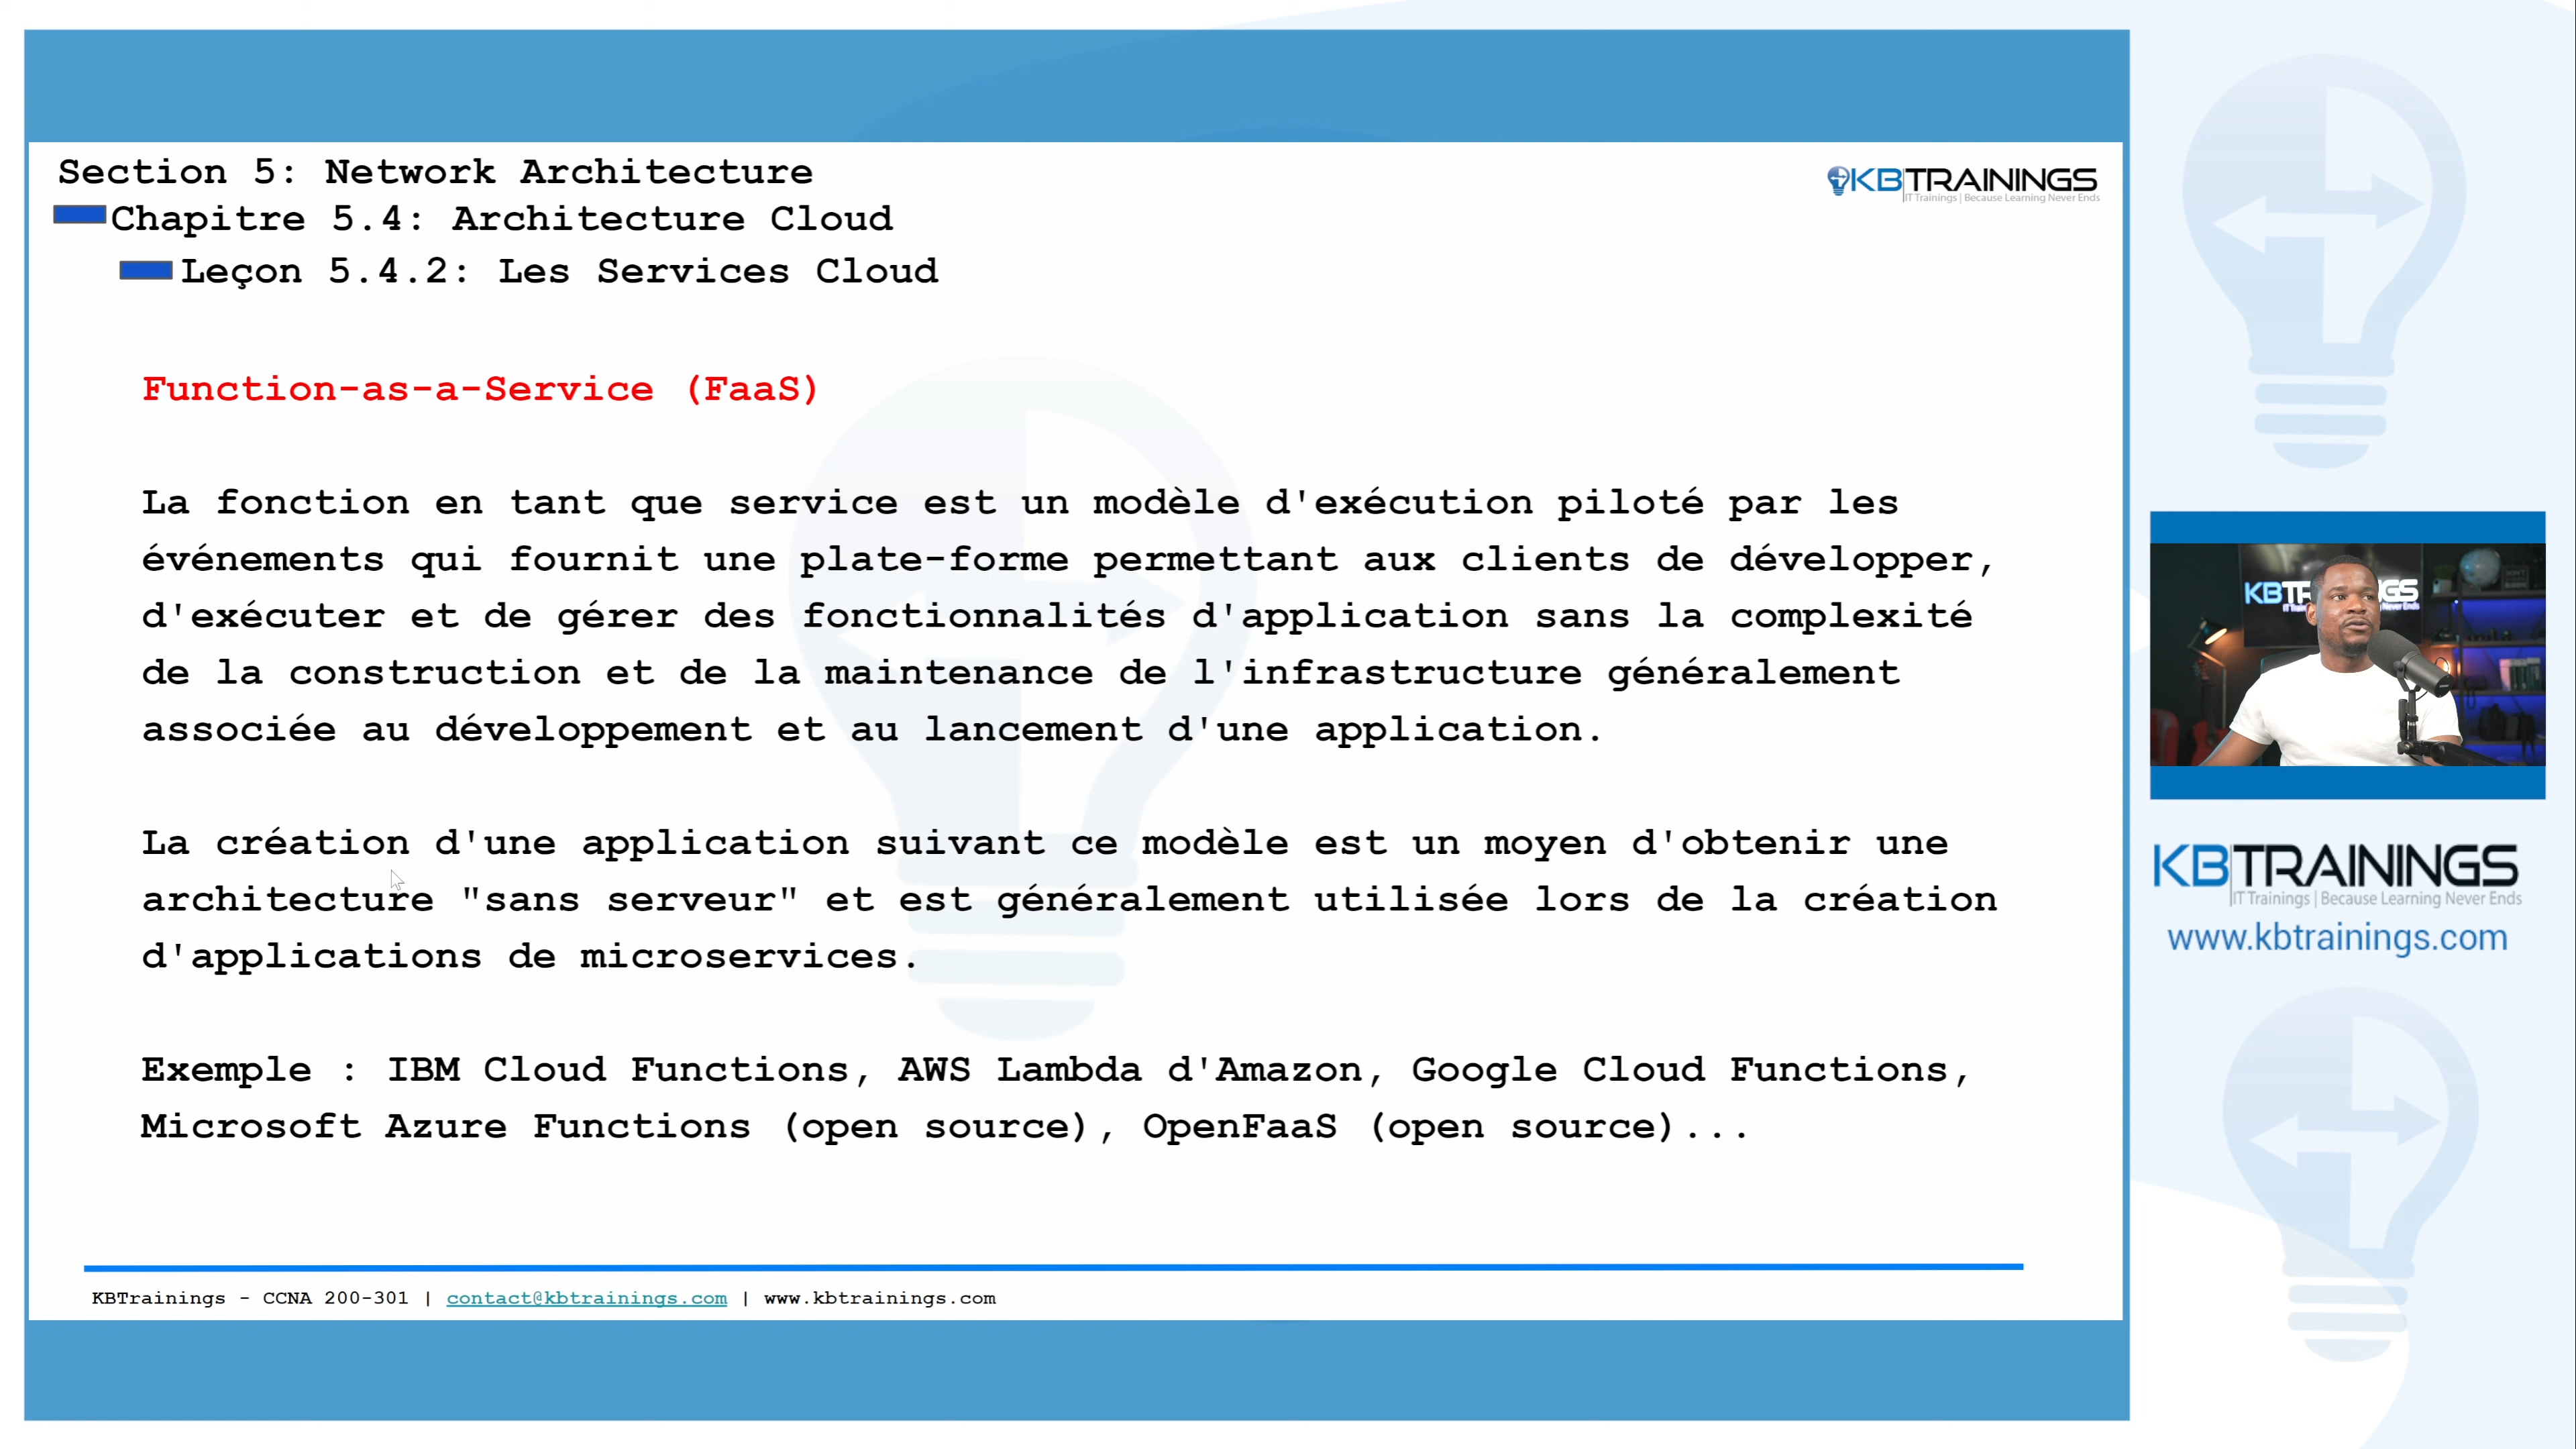 Section 5: Network Architecture
Chapitre 5.4: Architecture Cloud
Leçon 5.4.2: Les Services Cloud
KBTRAININGS
IT Trainings | Because Learning Never Ends
Function-as-a-Service (FaaS)
La fonction en tant que service est un modèle d'exécution piloté par les
événements qui fournit une plate-forme permettant aux clients de développer,
d'exécuter et de gérer des fonctionnalités d'application sans la complexité
de la construction et de la maintenance de l'infrastructure généralement
associée au développement et au lancement d'une application.
La création d'une application suivant ce modèle est un moyen d'obtenir une
architecture "sans serveur" et est généralement utilisée lors de la création
d'applications de microservices.
Exemple : IBM Cloud Functions, AWS Lambda d'Amazon, Google Cloud Functions,
Microsoft Azure Functions (open source), OpenFaaS (open source)...
KBTrainings - CCNA 200-301 | contact@kbtrainings.com | www.kbtrainings.com
KBTRAININGS
IT Trainings | Because Learning Never Ends
www.kbtrainings.com